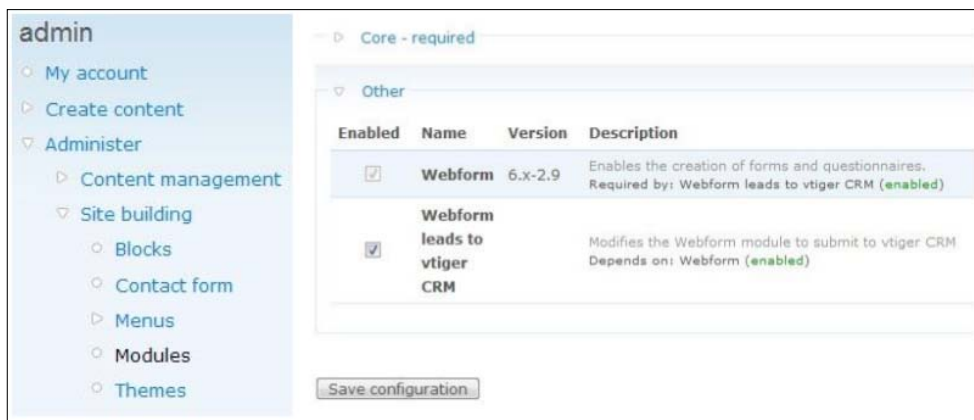 admin
My account
Create content
Administer
Content management
Site building
Blocks
Contact form
Menus
Modules
Themes
Core - required
Other
Enabled Name Version Description
Webform 6.x-2.9 Enables the creation of forms and questionnaires.
Required by: Webform leads to vtiger CRM (enabled)
Webform
leads to
vtiger
CRM
Modifies the Webform module to submit to vtiger CRM
Depends on: Webform (enabled)
Save configuration